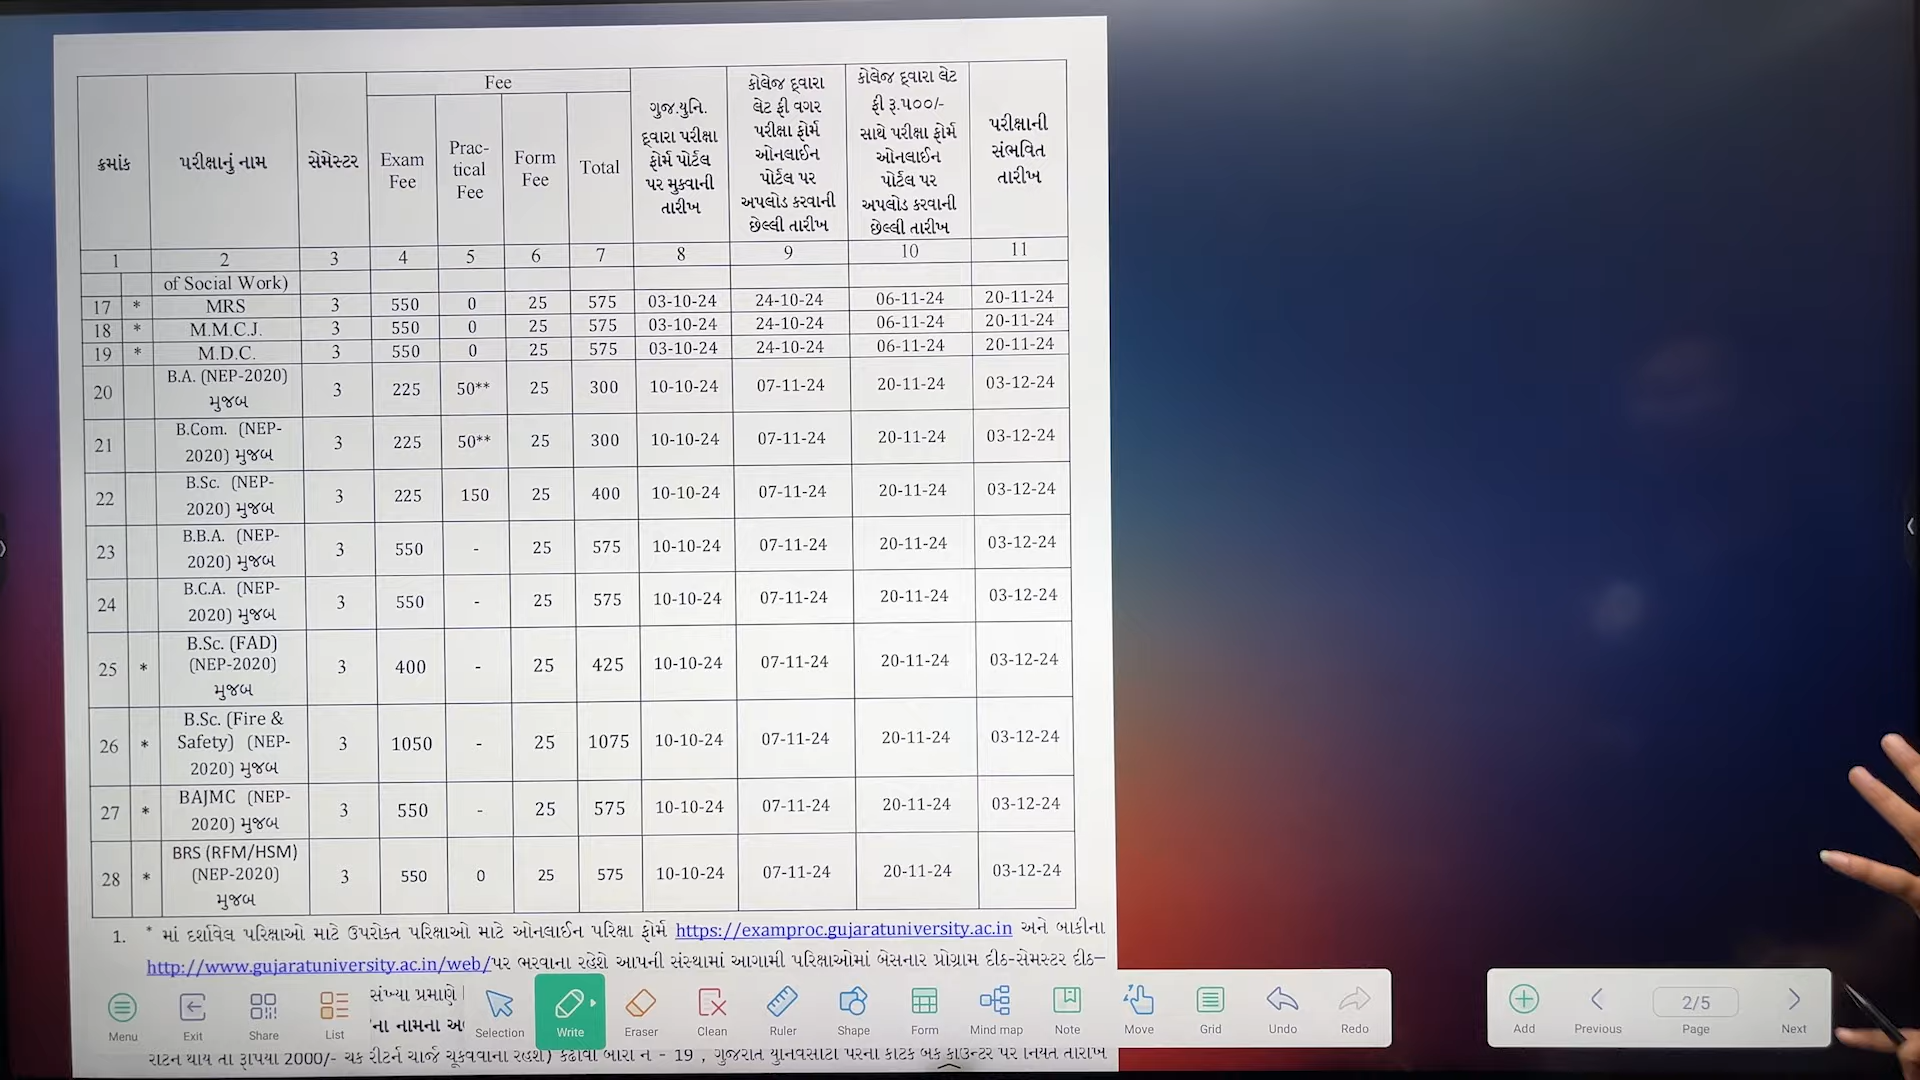 Fee
ક્રમાંક
પરીક્ષાનું નામ
સેમેસ્ટર
Exam
Fee
Prac-
tical
Fee
Form
Fee
Total
ગુજ.યુનિ.
દ્વારા પરીક્ષા
ફોર્મ પોર્ટલ
પર મુકવાની
તારીખ
કોલેજ દ્વારા
લેટ ફી વગર
પરીક્ષા ફોર્મ
ઓનલાઈન
પોર્ટલ પર
અપલોડ કરવાની
છેલ્લી તારીખ
કોલેજ દ્વારા લેટ
ફી રૂ.૫૦૦/-
સાથે પરીક્ષા ફોર્મ
ઓનલાઈન
પોર્ટલ પર
અપલોડ કરવાની
છેલ્લી તારીખ
પરીક્ષાની
સંભવિત
તારીખ
1 2 3 4 5 6 7 8 9 10 11
of Social Work)
17 * MRS 3 550 0 25 575 03-10-24 24-10-24 06-11-24 20-11-24
18 * M.M.C.J. 3 550 0 25 575 03-10-24 24-10-24 06-11-24 20-11-24
19 * M.D.C. 3 550 0 25 575 03-10-24 24-10-24 06-11-24 20-11-24
B.A. (NEP-2020)
20 3 225 50** 25 300 10-10-24 07-11-24 20-11-24 03-12-24
મુજબ
B.Com. (NEP-
21 3 225 50** 25 300 10-10-24 07-11-24 20-11-24 03-12-24
2020) મુજબ
B.Sc. (NEP-
22 3 225 150 25 400 10-10-24 07-11-24 20-11-24 03-12-24
2020) મુજબ
B.B.A. (NEP-
23 3 550 - 25 575 10-10-24 07-11-24 20-11-24 03-12-24
2020) મુજબ
B.C.A. (NEP-
24 3 550 - 25 575 10-10-24 07-11-24 20-11-24 03-12-24
2020) મુજબ
B.Sc. (FAD)
25 * (NEP-2020) 3 400 - 25 425 10-10-24 07-11-24 20-11-24 03-12-24
મુજબ
B.Sc. (Fire &
26 * Safety) (NEP- 3 1050 - 25 1075 10-10-24 07-11-24 20-11-24 03-12-24
2020) મુજબ
BAJMC (NEP-
27 * 3 550 - 25 575 10-10-24 07-11-24 20-11-24 03-12-24
2020) મુજબ
BRS (RFM/HSM)
28 * (NEP-2020) 3 550 0 25 575 10-10-24 07-11-24 20-11-24 03-12-24
મુજબ
1. * માં દર્શાવેલ પરિક્ષાઓ માટે ઉપરોક્ત પરિક્ષાઓ માટે ઓનલાઈન પરિક્ષા ફોર્મ https://examproc.gujaratuniversity.ac.in અને બાકીના
http://www.gujaratuniversity.ac.in/web/પર ભરવાના રહેશે આપની સંસ્થામાં આગામી પરિક્ષાઓમાં બેસનાર પ્રોગ્રામ દીઠ-સેમસ્ટર દીઠ–
સંખ્યા પ્રમાણે
ના નામના
2000/- 19 ,
Menu Exit Share List Selection Write Eraser Clean Ruler Shape Form Mind map Note Move Grid Undo Redo
Add Previous 2/5 Page Next